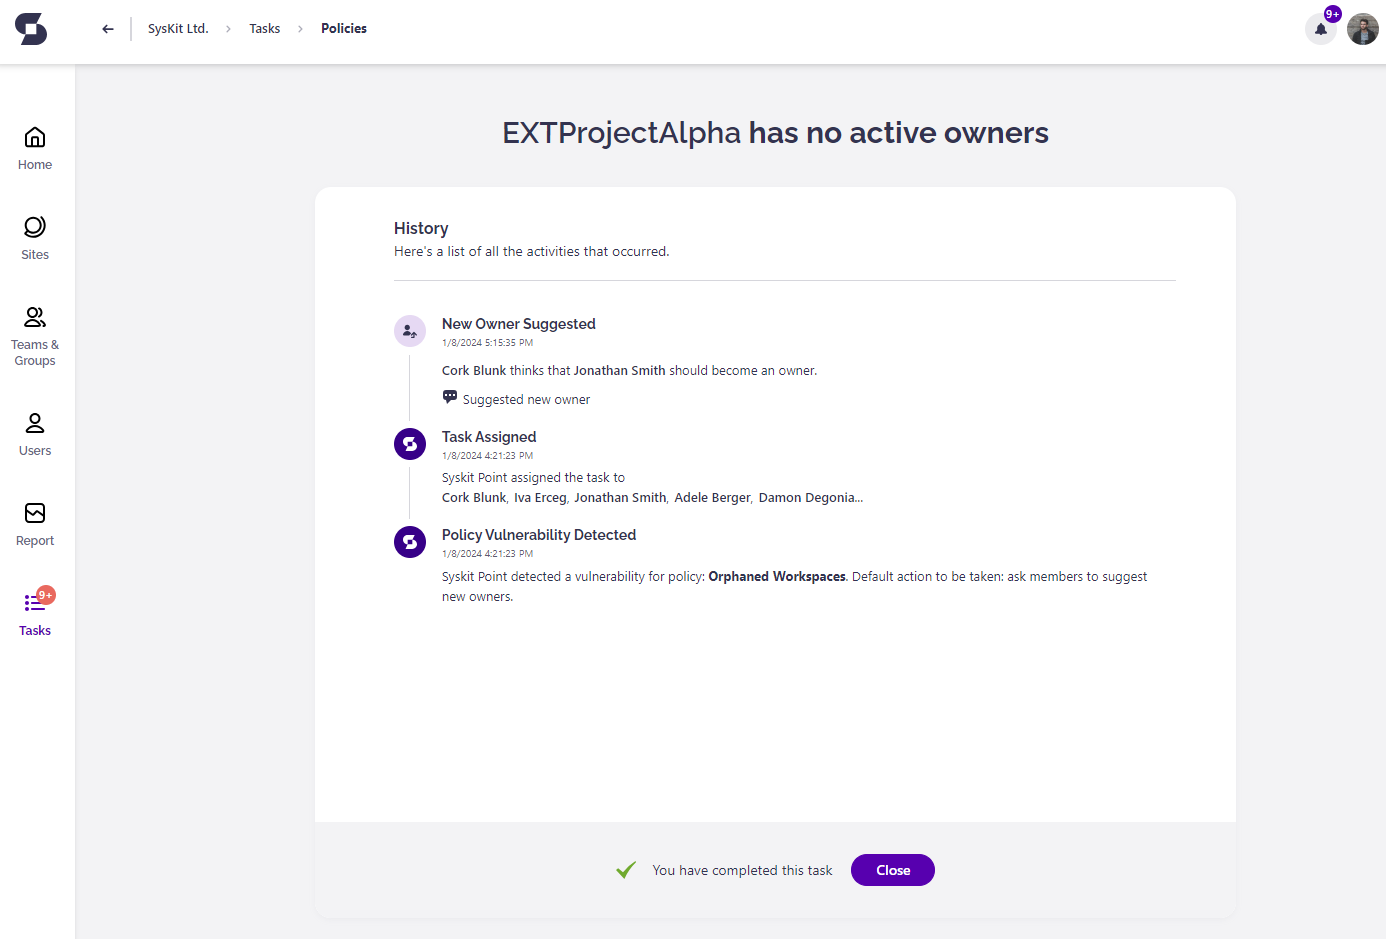 SysKit Ltd. > Tasks > Policies
9+
Home
Sites
Teams &
Groups
Users
Report
9+
Tasks
EXTProjectAlpha has no active owners
History
Here's a list of all the activities that occurred.
New Owner Suggested
1/8/2024 5:15:35 PM
Cork Blunk thinks that Jonathan Smith should become an owner.
Suggested new owner
Task Assigned
1/8/2024 4:21:23 PM
Syskit Point assigned the task to
Cork Blunk, Iva Erceg, Jonathan Smith, Adele Berger, Damon Degonia...
Policy Vulnerability Detected
1/8/2024 4:21:23 PM
Syskit Point detected a vulnerability for policy: Orphaned Workspaces. Default action to be taken: ask members to suggest
new owners.
You have completed this task
Close